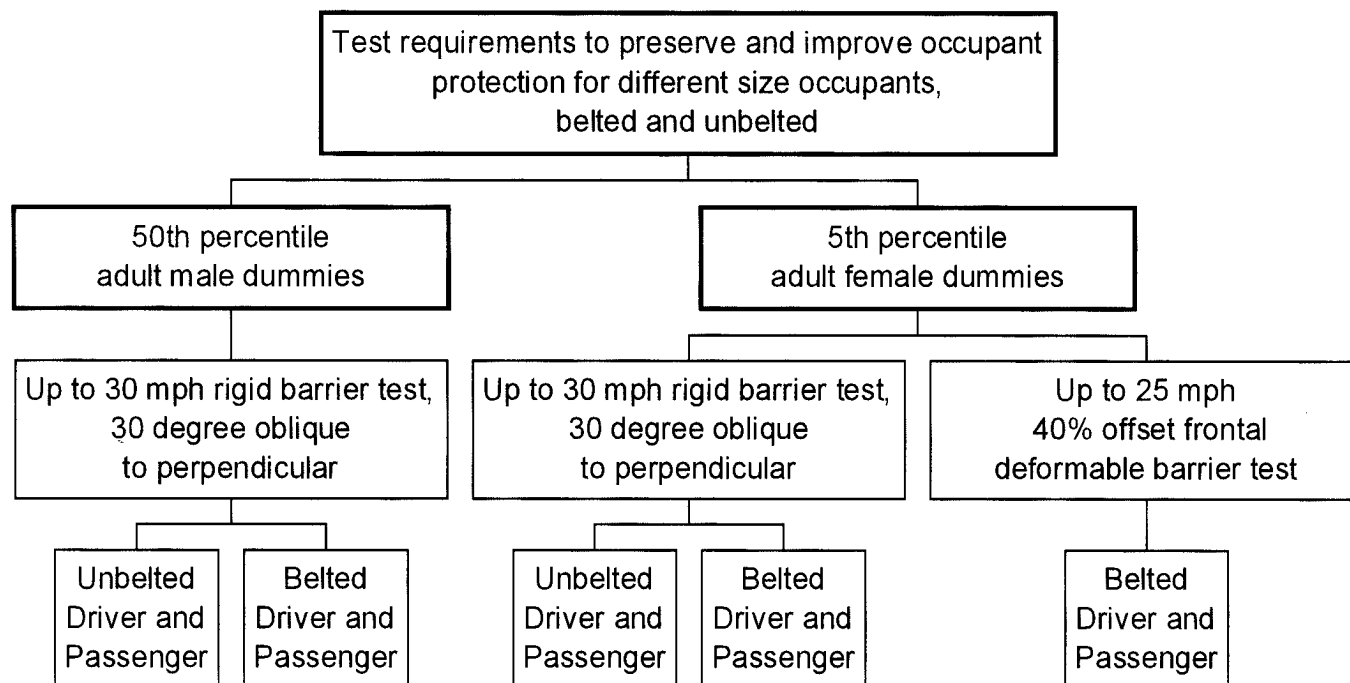 Test requirements to preserve and improve occupant
protection for different size occupants,
belted and unbelted
50th percentile
adult male dummies
5th percentile
adult female dummies
Up to 30 mph rigid barrier test,
30 degree oblique
to perpendicular
Up to 30 mph rigid barrier test,
30 degree oblique
to perpendicular
Up to 25 mph
40% offset frontal
deformable barrier test
Unbelted
Driver and
Passenger
Belted
Driver and
Passenger
Unbelted
Driver and
Passenger
Belted
Driver and
Passenger
Belted
Driver and
Passenger